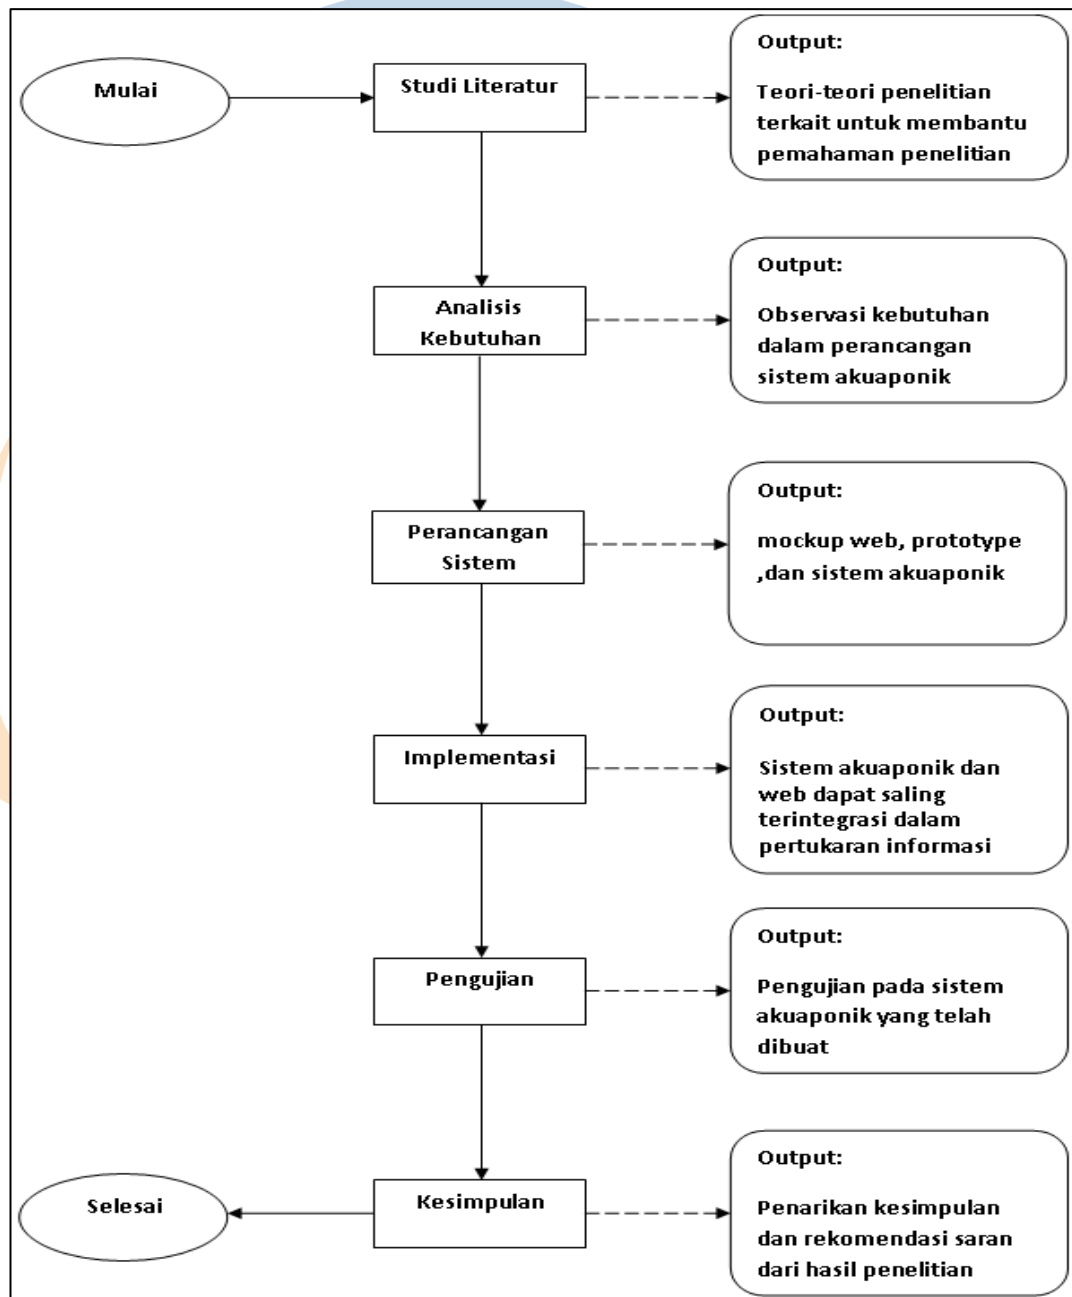 Mulai
Studi Literatur
Output:
Teori-teori penelitian
terkait untuk membantu
pemahaman penelitian
Analisis
Kebutuhan
Output:
Observasi kebutuhan
dalam perancangan
sistem akuaponik
Perancangan
Sistem
Output:
mockup web, prototype
,dan sistem akuaponik
Implementasi
Output:
Sistem akuaponik dan
web dapat saling
terintegrasi dalam
pertukaran informasi
Pengujian
Output:
Pengujian pada sistem
akuaponik yang telah
dibuat
Selesai
Kesimpulan
Output:
Penarikan kesimpulan
dan rekomendasi saran
dari hasil penelitian